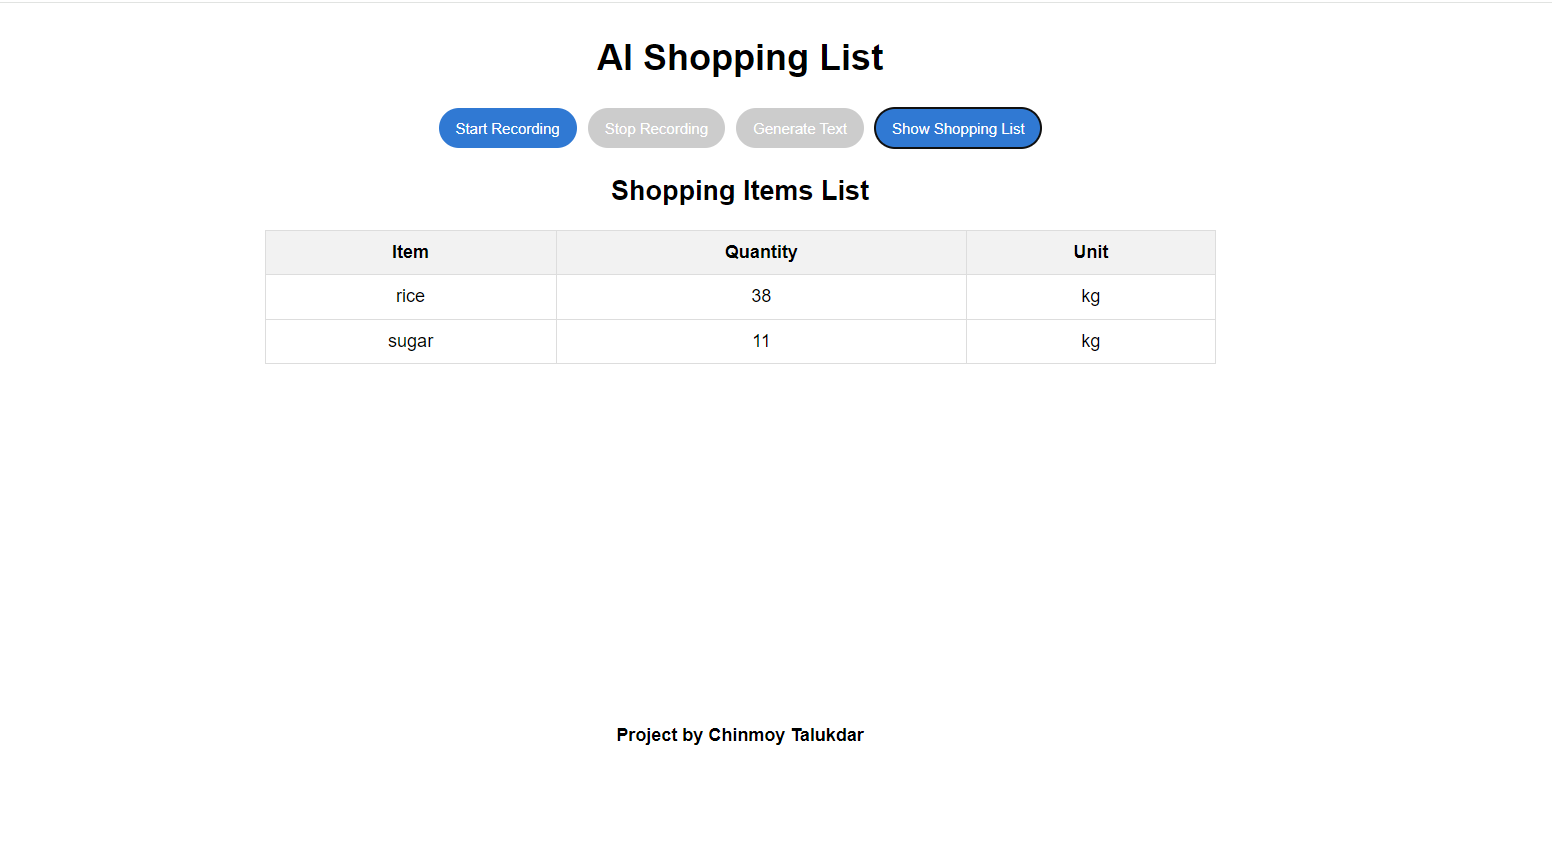 AI Shopping List
Start Recording Stop Recording Generate Text Show Shopping List
Shopping Items List
Item Quantity Unit
rice 38 kg
sugar 11 kg
Project by Chinmoy Talukdar